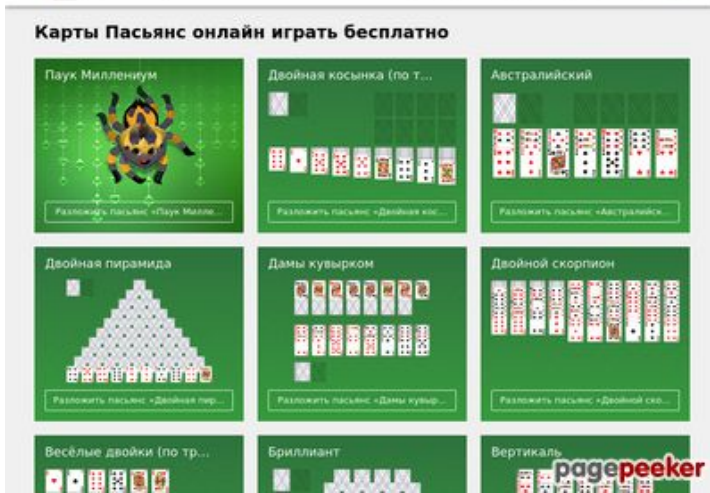 Карты Пасьянс онлайн играть бесплатно
Паук Миллениум
Двойная косынка (по т...
Австралийский
Разложить пасьянс «Паук Милле...
Разложить пасьянс «Двойная кос...
Разложить пасьянс «Австралийск...
Двойная пирамида
Дамы кувырком
Двойной скорпион
Разложить пасьянс «Двойная пир...
Разложить пасьянс «Дамы кувыр...
Разложить пасьянс «Двойной ско...
Весёлые двойки (по тр...
Бриллиант
Вертикаль
pagepeeker